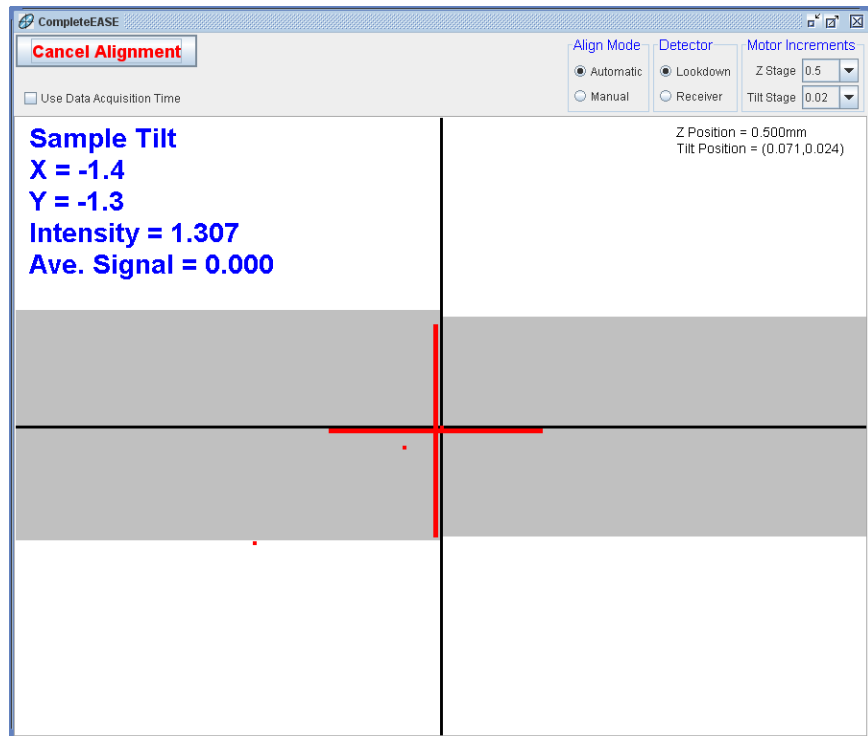 CompleteEASE
Cancel Alignment
Use Data Acquisition Time
Align Mode
Automatic
Manual
Detector
Lookdown
Receiver
Motor Increments
Z Stage 0.5
Tilt Stage 0.02
Sample Tilt
X = -1.4
Y = -1.3
Intensity = 1.307
Ave. Signal = 0.000
Z Position = 0.500mm
Tilt Position = (0.071,0.024)